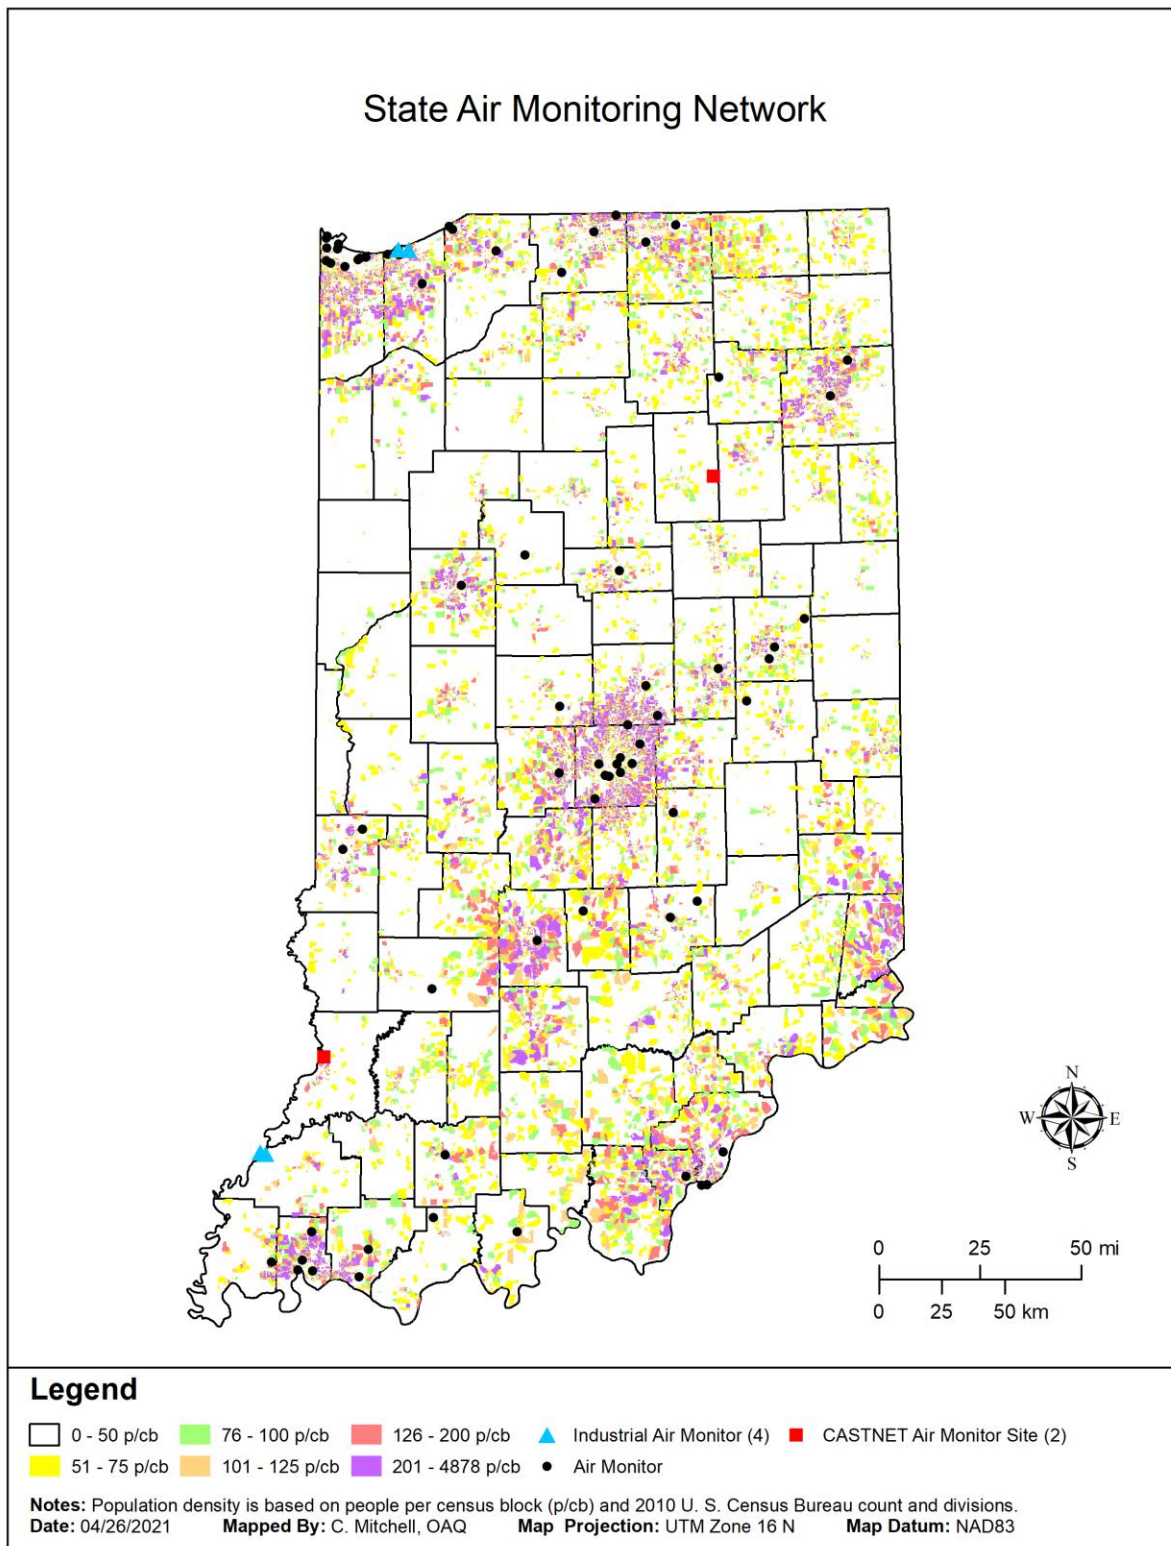 State Air Monitoring Network
N
W E
S
0 25 50 mi
0 25 50 km
Legend
0 - 50 p/cb 76 - 100 p/cb 126 - 200 p/cb Industrial Air Monitor (4) CASTNET Air Monitor Site (2)
51 - 75 p/cb 101 - 125 p/cb 201 - 4878 p/cb Air Monitor
Notes: Population density is based on people per census block (p/cb) and 2010 U. S. Census Bureau count and divisions.
Date: 04/26/2021 Mapped By: C. Mitchell, OAQ Map Projection: UTM Zone 16 N Map Datum: NAD83